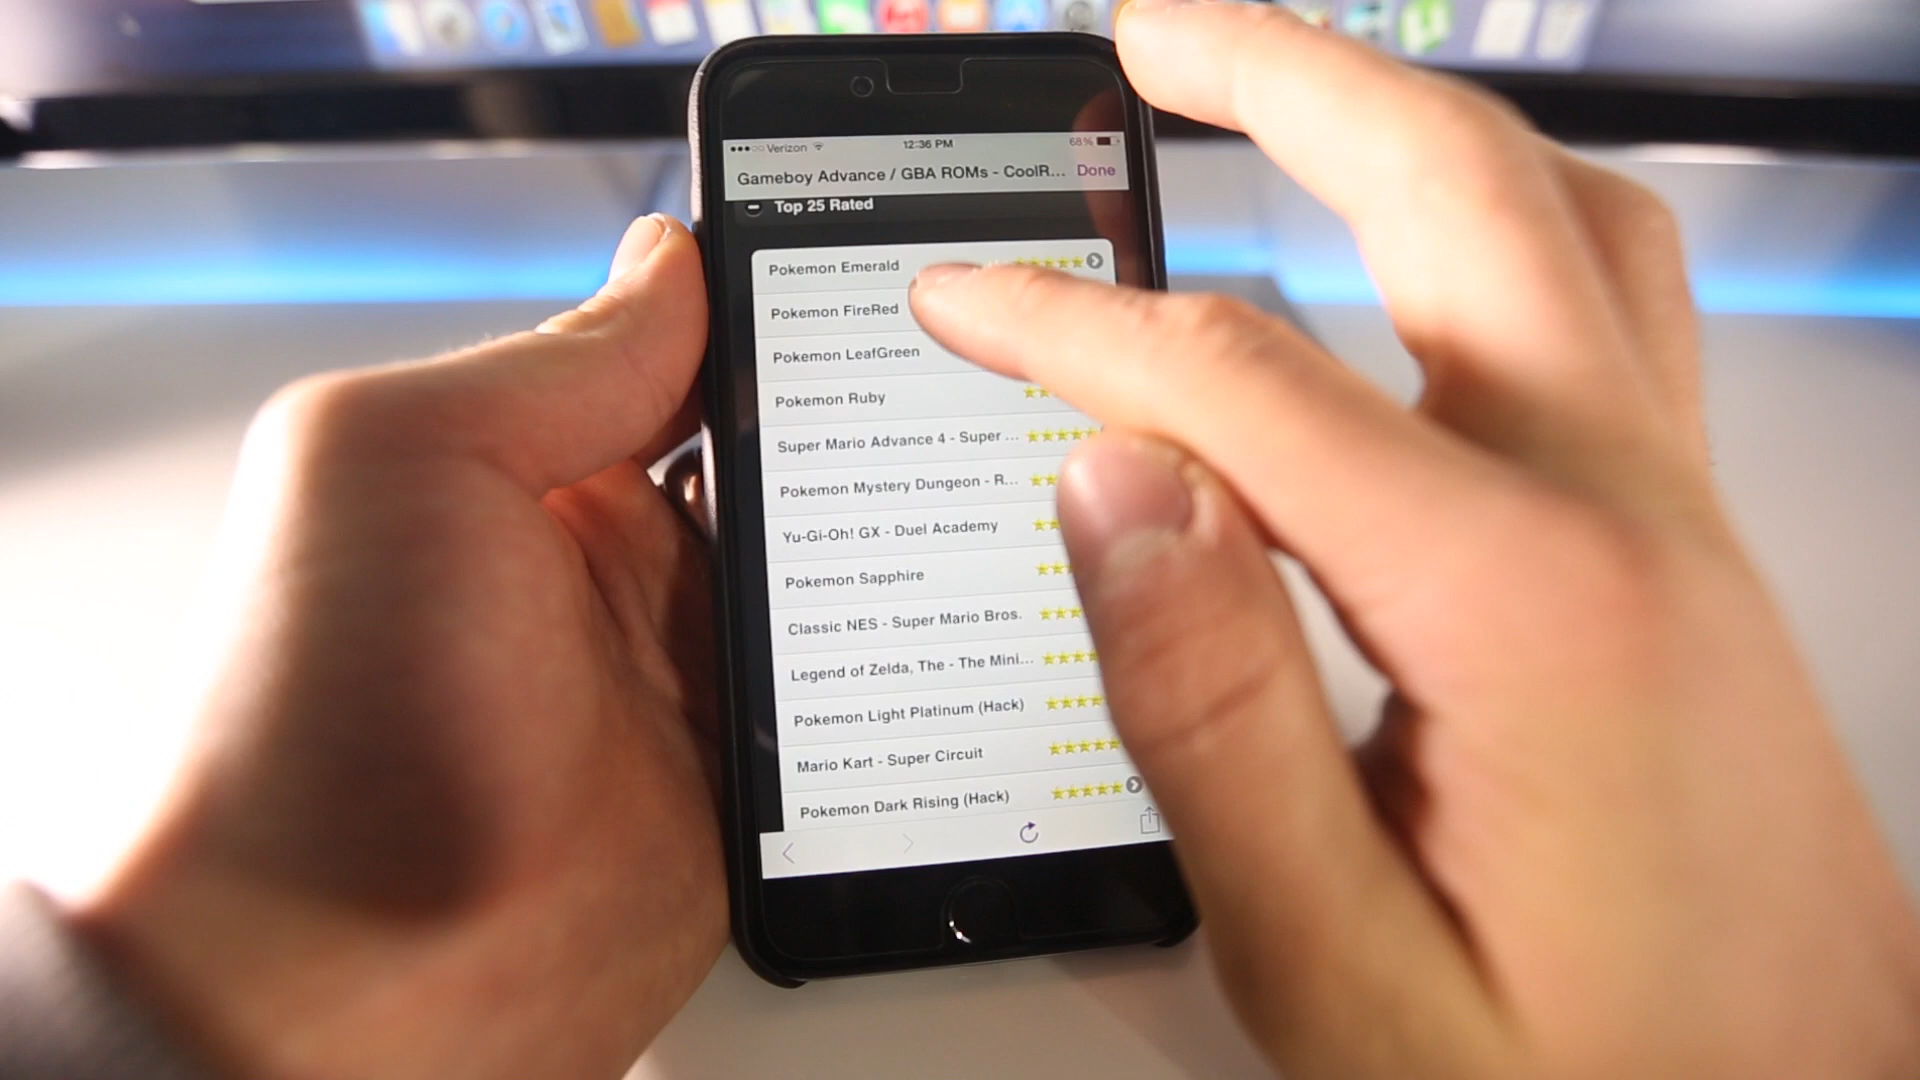 Verizon 12:36 PM 68%
Gameboy Advance / GBA ROMs - CoolR... Done
Top 25 Rated
Pokemon Emerald
Pokemon FireRed
Pokemon LeafGreen
Pokemon Ruby
Super Mario Advance 4 - Super ...
Pokemon Mystery Dungeon - R...
Yu-Gi-Oh! GX - Duel Academy
Pokemon Sapphire
Classic NES - Super Mario Bros.
Legend of Zelda, The - The Mini...
Pokemon Light Platinum (Hack)
Mario Kart - Super Circuit
Pokemon Dark Rising (Hack)